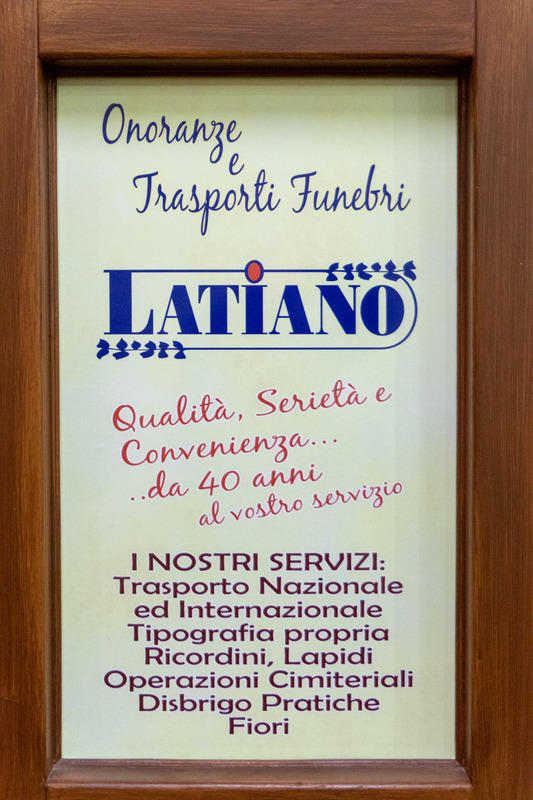 Onoranze
e
Trasporti Funebri
LATIANO
Qualità, Serietà e
Convenienza...
..da 40 anni
al vostro servizio
I NOSTRI SERVIZI:
Trasporto Nazionale
ed Internazionale
Tipografia propria
Ricordini, Lapidi
Operazioni Cimiteriali
Disbrigo Pratiche
Fiori